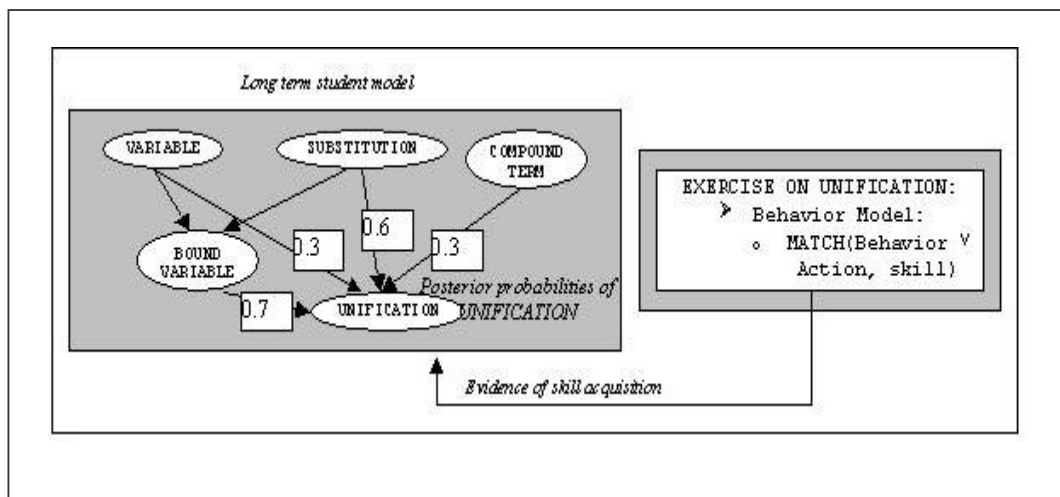 Long term student model
VARIABLE
SUBSTITUTION
COMPOUND
TERM
BOUND
VARIABLE
0.3
0.6
0.3
0.7
UNIFICATION
Posterior probabilities of
UNIFICATION
EXERCISE ON UNIFICATION:
➢ Behavior Model:
o MATCH(Behavior ∨
Action, skill)
Evidence of skill acquisition